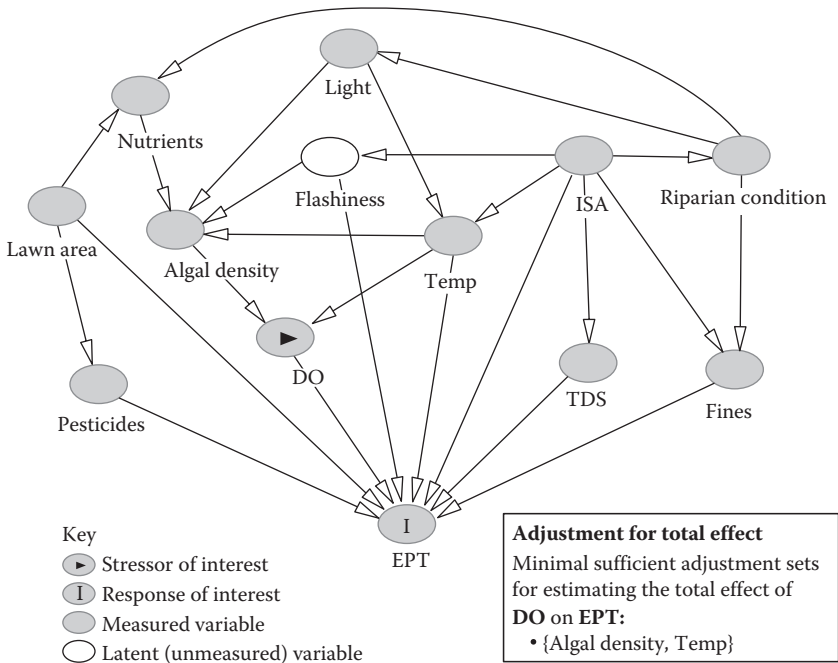 Light
Nutrients
Flashiness
ISA
Riparian condition
Lawn area
Algal density
Temp
DO
TDS
Fines
Pesticides
I
EPT
Key
Stressor of interest
I Response of interest
Measured variable
Latent (unmeasured) variable
Adjustment for total effect
Minimal sufficient adjustment sets
for estimating the total effect of
DO on EPT:
• {Algal density, Temp}